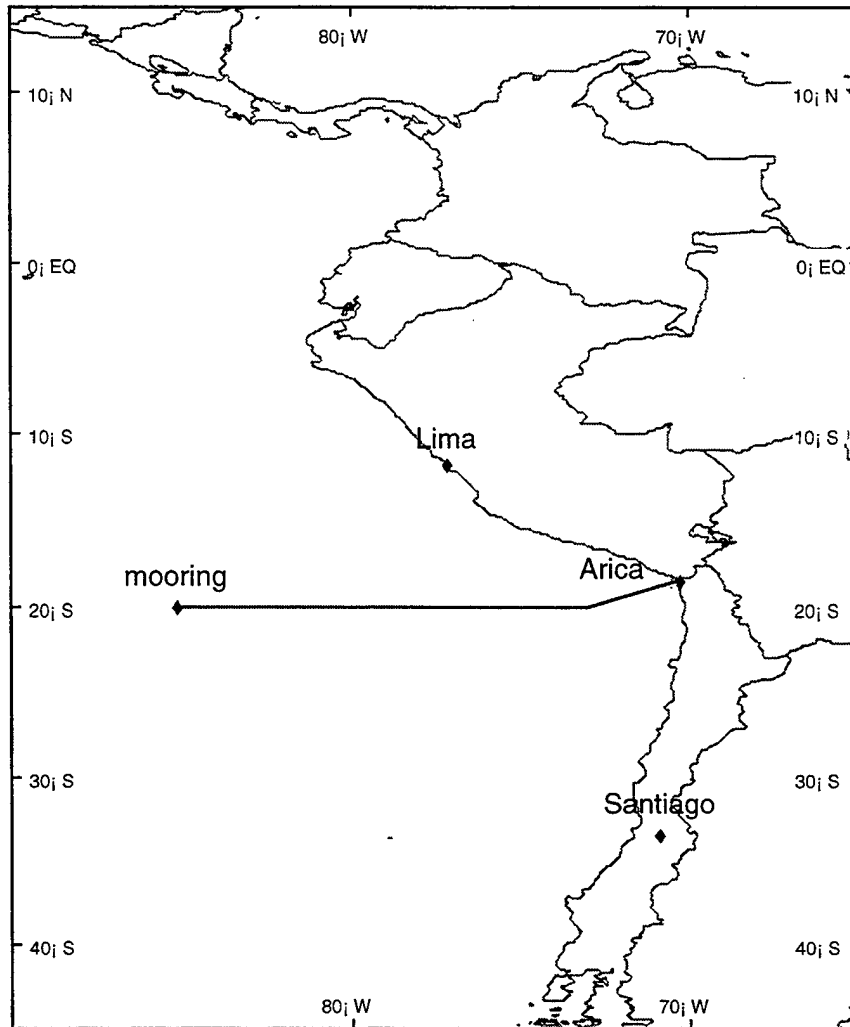 80¡ W 70¡ W
10¡ N 10¡ N
0¡ EQ 0¡ EQ
10¡ S 10¡ S
Lima
mooring
Arica
20¡ S 20¡ S
30¡ S 30¡ S
Santiago
40¡ S 40¡ S
80¡ W 70¡ W